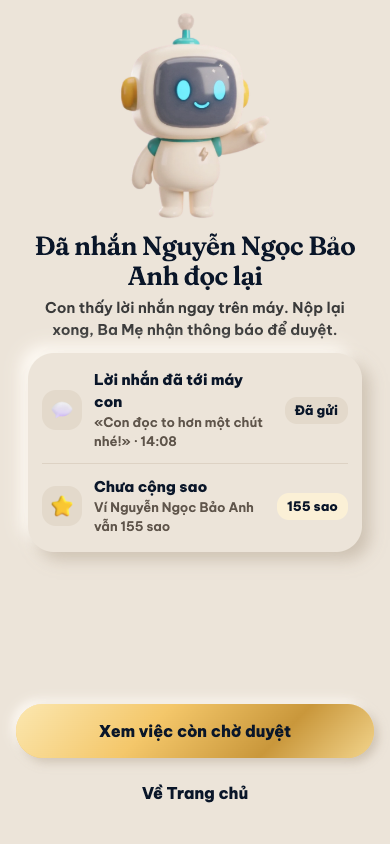 Đã nhắn Nguyễn Ngọc Bảo
Anh đọc lại
Con thấy lời nhắn ngay trên máy. Nộp lại
xong, Ba Mẹ nhận thông báo để duyệt.
Lời nhắn đã tới máy
con
«Con đọc to hơn một chút
nhé!» · 14:08
Đã gửi
Chưa cộng sao
Ví Nguyễn Ngọc Bảo Anh
vẫn 155 sao
155 sao
Xem việc còn chờ duyệt
Về Trang chủ